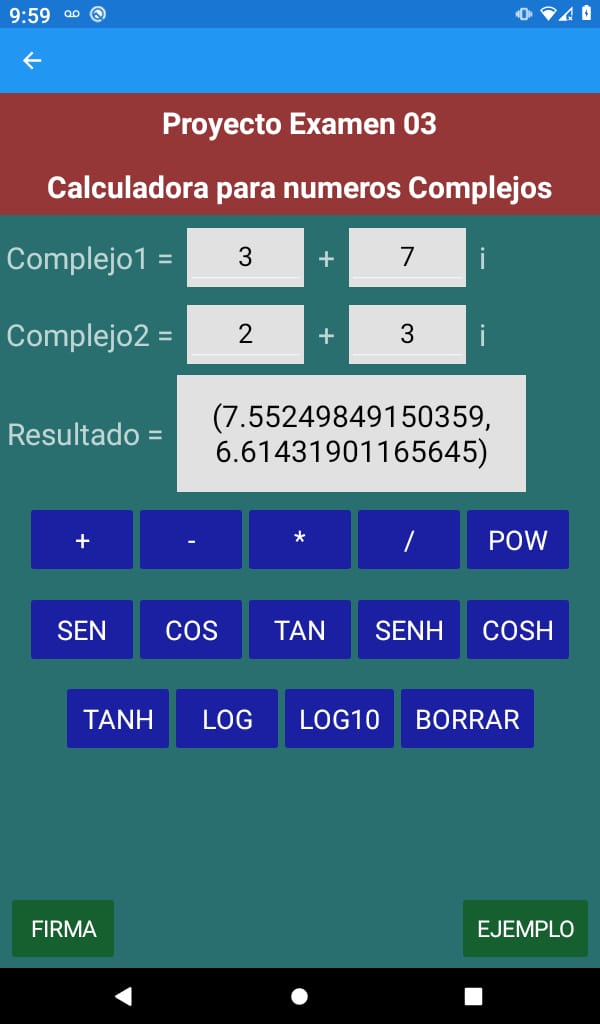 9:59
Proyecto Examen 03
Calculadora para numeros Complejos
Complejo1 = 3 + 7 i
Complejo2 = 2 + 3 i
Resultado = (7.55249849150359,
6.61431901165645)
+ - * / POW
SEN COS TAN SENH COSH
TANH LOG LOG10 BORRAR
FIRMA EJEMPLO